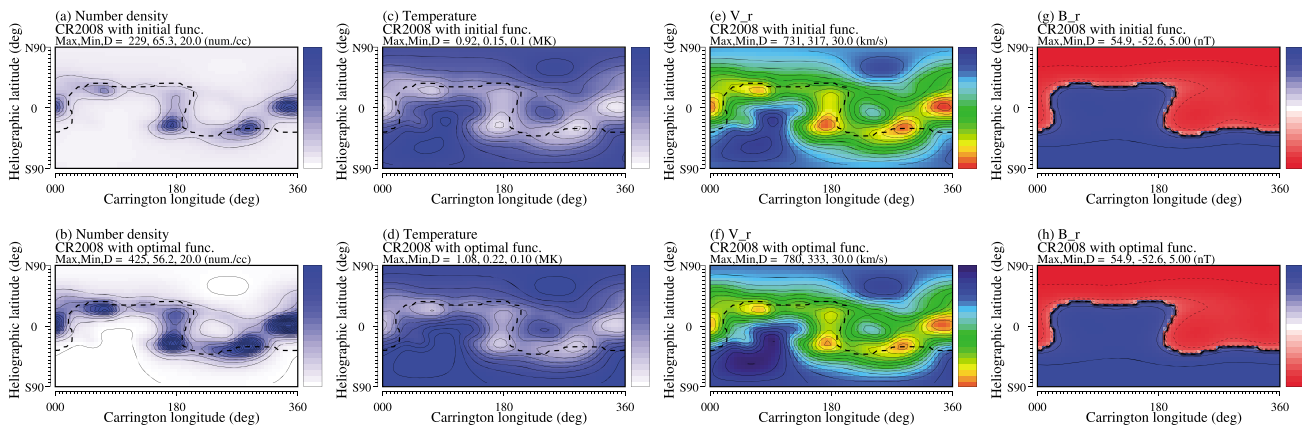 (a) Number density
CR2008 with initial func.
Max,Min,D = 229, 65.3, 20.0 (num./cc)
Heliographic latitude (deg)
N90
0
S90
000
180
360
Carrington longitude (deg)
(c) Temperature
CR2008 with initial func.
Max,Min,D = 0.92, 0.15, 0.1 (MK)
Heliographic latitude (deg)
N90
0
S90
000
180
360
Carrington longitude (deg)
(e) V_r
CR2008 with initial func.
Max,Min,D = 731, 317, 30.0 (km/s)
Heliographic latitude (deg)
N90
0
S90
000
180
360
Carrington longitude (deg)
(g) B_r
CR2008 with initial func.
Max,Min,D = 54.9, -52.6, 5.00 (nT)
Heliographic latitude (deg)
N90
0
S90
000
180
360
Carrington longitude (deg)
(b) Number density
CR2008 with optimal func.
Max,Min,D = 425, 56.2, 20.0 (num./cc)
Heliographic latitude (deg)
N90
0
S90
000
180
360
Carrington longitude (deg)
(d) Temperature
CR2008 with optimal func.
Max,Min,D = 1.08, 0.22, 0.10 (MK)
Heliographic latitude (deg)
N90
0
S90
000
180
360
Carrington longitude (deg)
(f) V_r
CR2008 with optimal func.
Max,Min,D = 780, 333, 30.0 (km/s)
Heliographic latitude (deg)
N90
0
S90
000
180
360
Carrington longitude (deg)
(h) B_r
CR2008 with optimal func.
Max,Min,D = 54.9, -52.6, 5.00 (nT)
Heliographic latitude (deg)
N90
0
S90
000
180
360
Carrington longitude (deg)